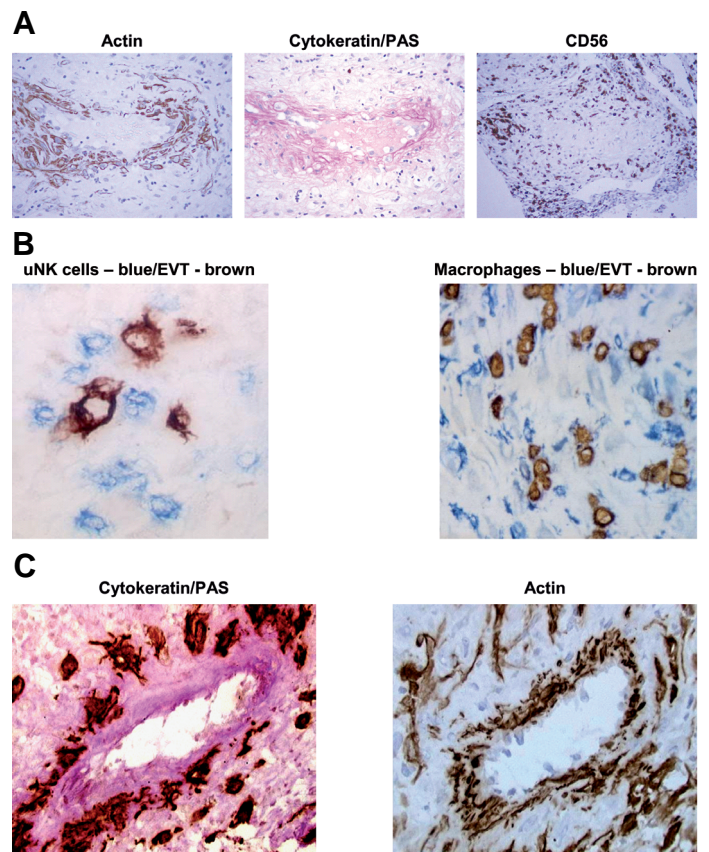 A
Actin
Cytokeratin/PAS
CD56
B
uNK cells – blue/EVT - brown
Macrophages – blue/EVT - brown
C
Cytokeratin/PAS
Actin